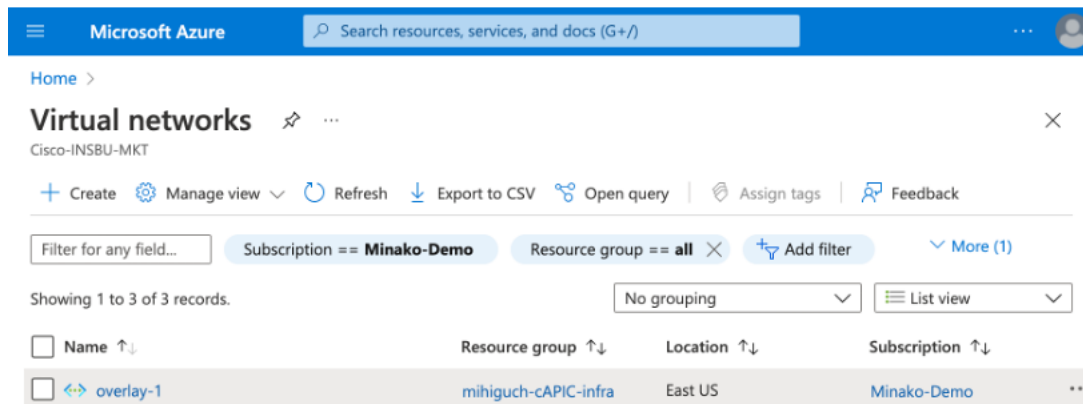 Microsoft Azure Search resources, services, and docs (G+/) ...
Home >
Virtual networks ...
Cisco-INSBU-MKT
Create Manage view Refresh Export to CSV Open query Assign tags Feedback
Filter for any field... Subscription == Minako-Demo Resource group == all Add filter More (1)
Showing 1 to 3 of 3 records. No grouping List view
Name ↑↓ Resource group ↑↓ Location ↑↓ Subscription ↑↓
overlay-1 mihiguch-cAPIC-infra East US Minako-Demo